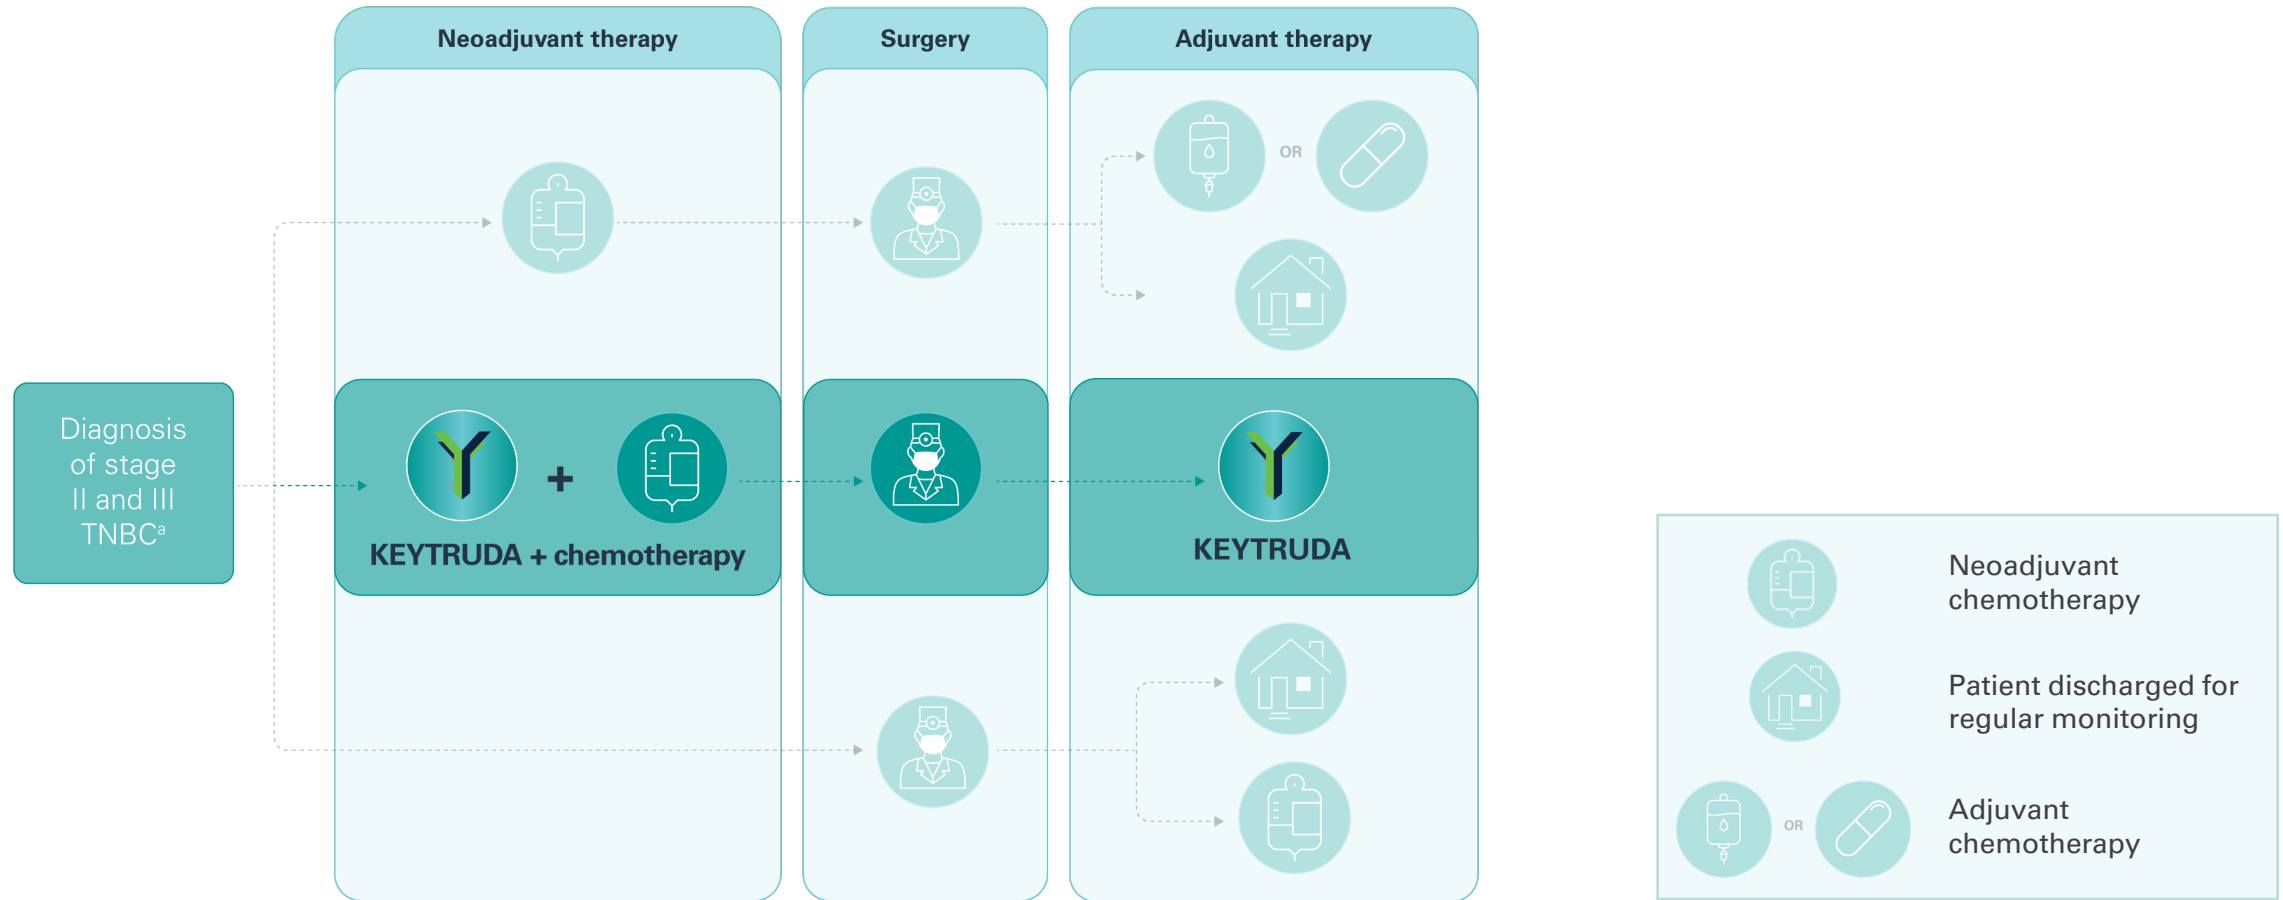 Neoadjuvant therapy
Surgery
Adjuvant therapy
OR
Diagnosis
of stage
II and III
TNBCᵃ
+
KEYTRUDA + chemotherapy
KEYTRUDA
Neoadjuvant
chemotherapy
Patient discharged for
regular monitoring
OR
Adjuvant
chemotherapy